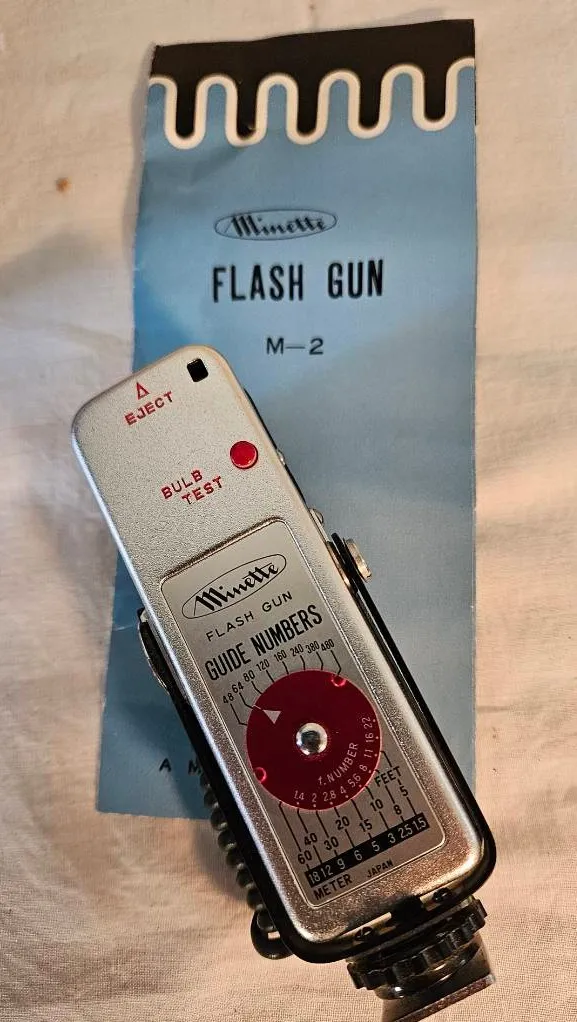 Minette
FLASH GUN
M-2
EJECT
BULB
TEST
Minette
FLASH GUN
GUIDE NUMBERS
48 64 80 120 160 240 380 480
f. NUMBER
1.4 2 2.8 4 5.6 8 11 16 22
FEET
40 20 10 5
60 30 15 8
18 12 9 6 5 3 2.5 1.5
METER JAPAN